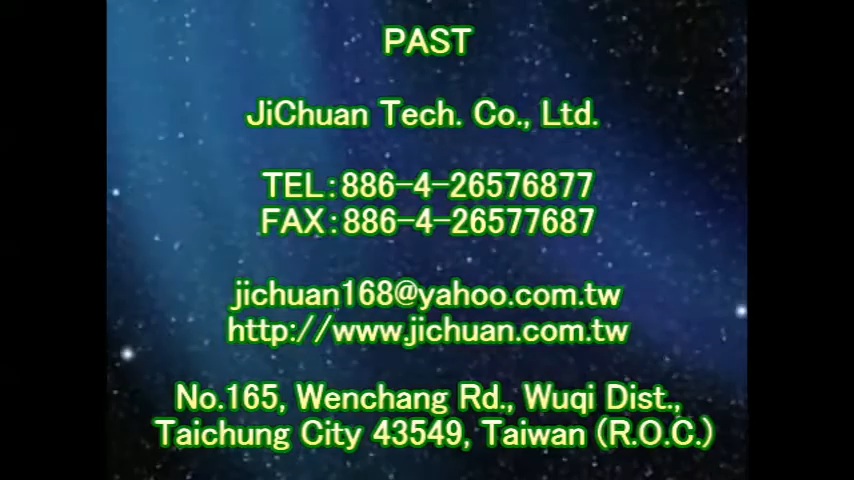 PAST
JiChuan Tech. Co., Ltd.
TEL:886-4-26576877
FAX:886-4-26577687
jichuan168@yahoo.com.tw
http://www.jichuan.com.tw
No.165, Wenchang Rd., Wuqi Dist.,
Taichung City 43549, Taiwan (R.O.C.)